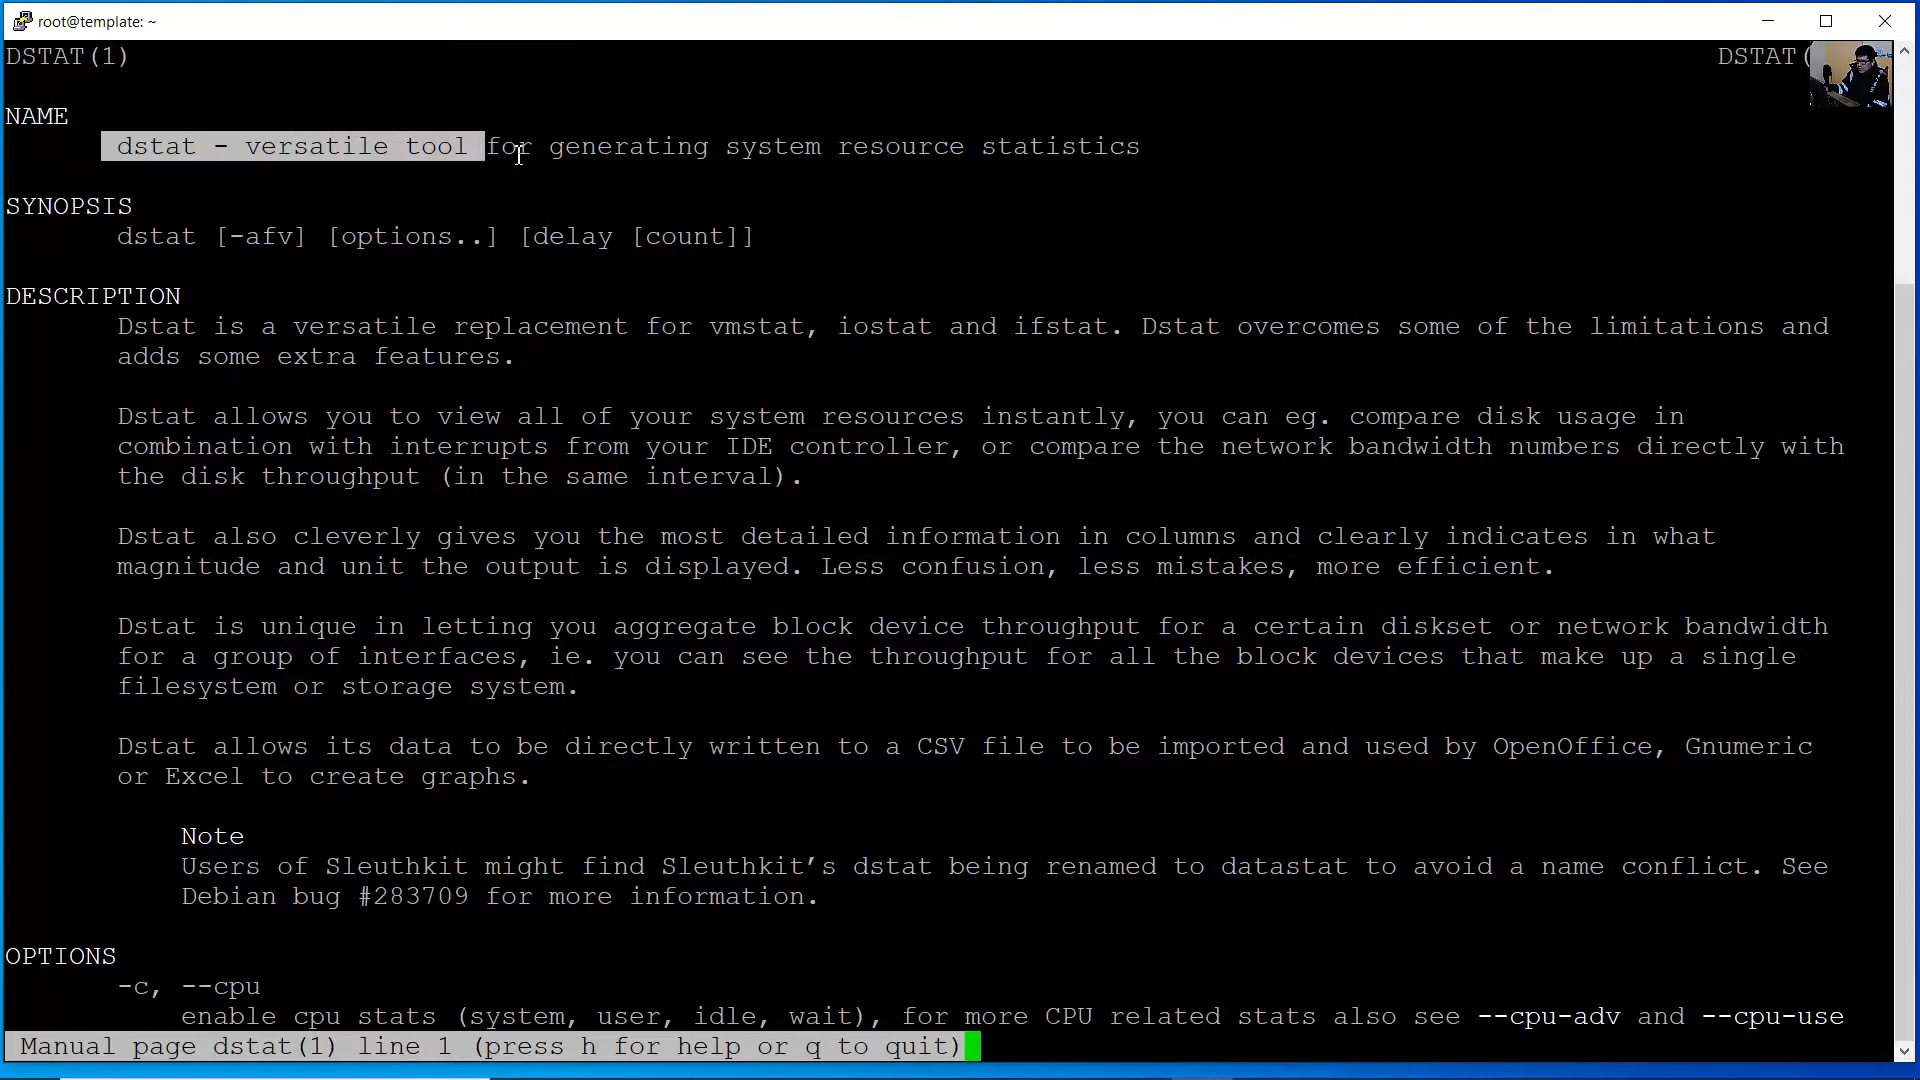 root@template: ~
DSTAT(1)
DSTAT(
NAME
dstat - versatile tool for generating system resource statistics
SYNOPSIS
dstat [-afv] [options..] [delay [count]]
DESCRIPTION
Dstat is a versatile replacement for vmstat, iostat and ifstat. Dstat overcomes some of the limitations and
adds some extra features.
Dstat allows you to view all of your system resources instantly, you can eg. compare disk usage in
combination with interrupts from your IDE controller, or compare the network bandwidth numbers directly with
the disk throughput (in the same interval).
Dstat also cleverly gives you the most detailed information in columns and clearly indicates in what
magnitude and unit the output is displayed. Less confusion, less mistakes, more efficient.
Dstat is unique in letting you aggregate block device throughput for a certain diskset or network bandwidth
for a group of interfaces, ie. you can see the throughput for all the block devices that make up a single
filesystem or storage system.
Dstat allows its data to be directly written to a CSV file to be imported and used by OpenOffice, Gnumeric
or Excel to create graphs.
Note
Users of Sleuthkit might find Sleuthkit’s dstat being renamed to datastat to avoid a name conflict. See
Debian bug #283709 for more information.
OPTIONS
-c, --cpu
enable cpu stats (system, user, idle, wait), for more CPU related stats also see --cpu-adv and --cpu-use
Manual page dstat(1) line 1 (press h for help or q to quit)